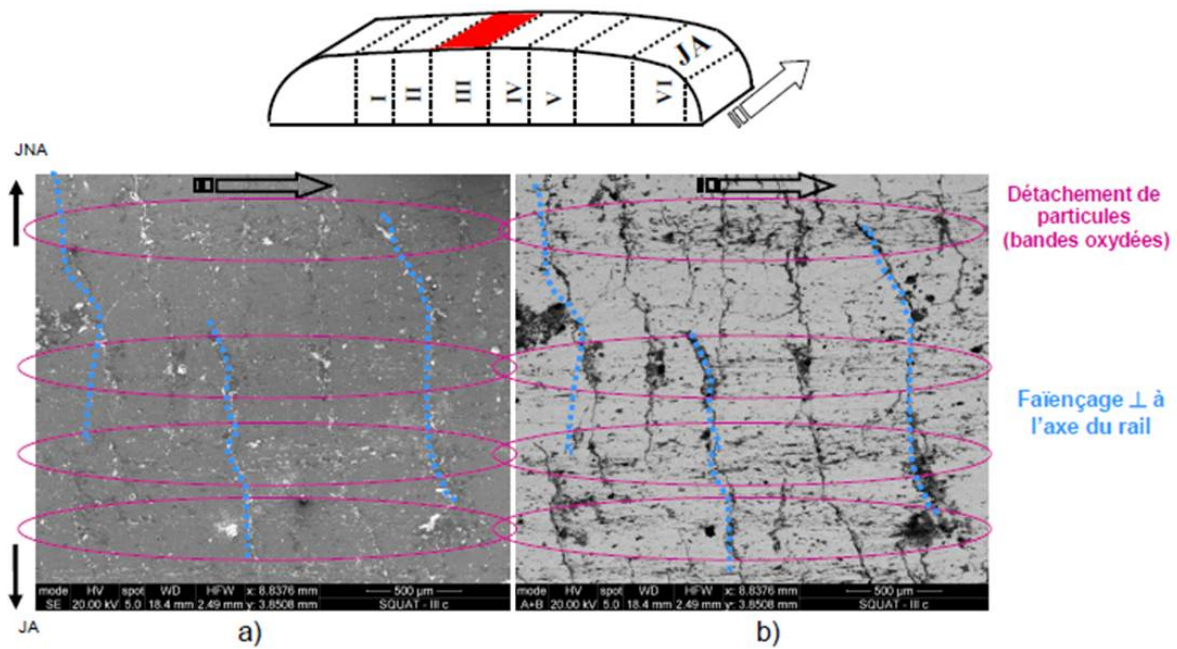 I II III IV V VI JA
JNA
Détachement de
particules
(bandes oxydées)
Faïençage ⊥ à
l'axe du rail
mode HV spot WD HFW x: 8.8376 mm 500 µm
SE 20.00 kV 5.0 18.4 mm 2.49 mm y: 3.8508 mm SQUAT - III c
mode HV spot WD HFW x: 8.8376 mm 500 µm
A+B 20.00 kV 5.0 18.4 mm 2.49 mm y: 3.8508 mm SQUAT - III c
JA
a)
b)